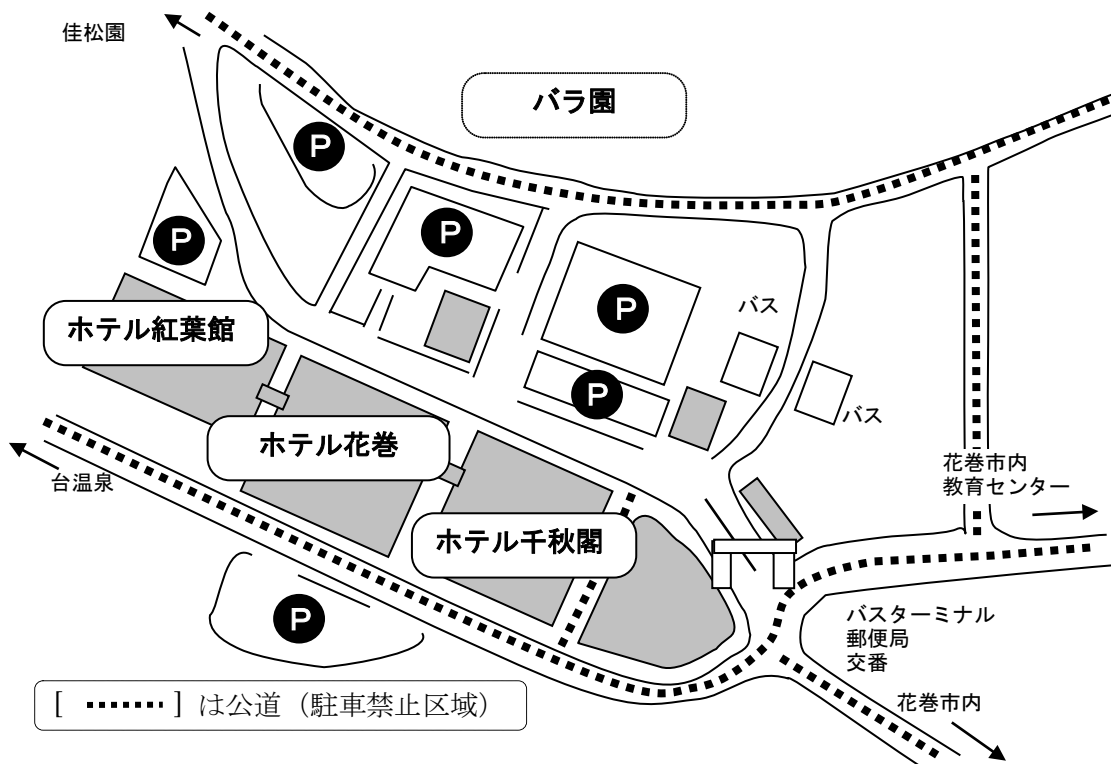 佳松園
バラ園
P
P
P
P
バス
ホテル紅葉館
P
バス
ホテル花巻
台温泉
花巻市内
教育センター
ホテル千秋閣
P
バスターミナル
郵便局
交番
[ ] は公道（駐車禁止区域）
花巻市内